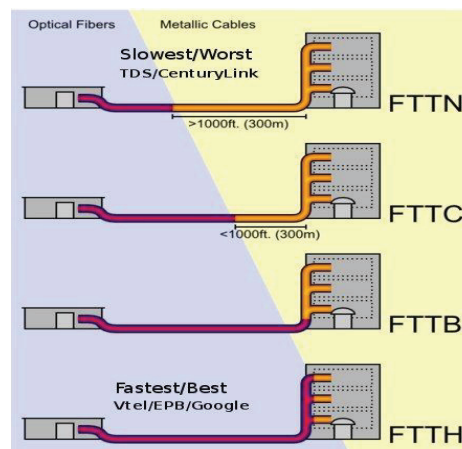 Optical Fibers Metallic Cables
Slowest/Worst
TDS/CenturyLink
FTTN
>1000ft. (300m)
FTTC
<1000ft. (300m)
FTTB
Fastest/Best
Vtel/EPB/Google
FTTH